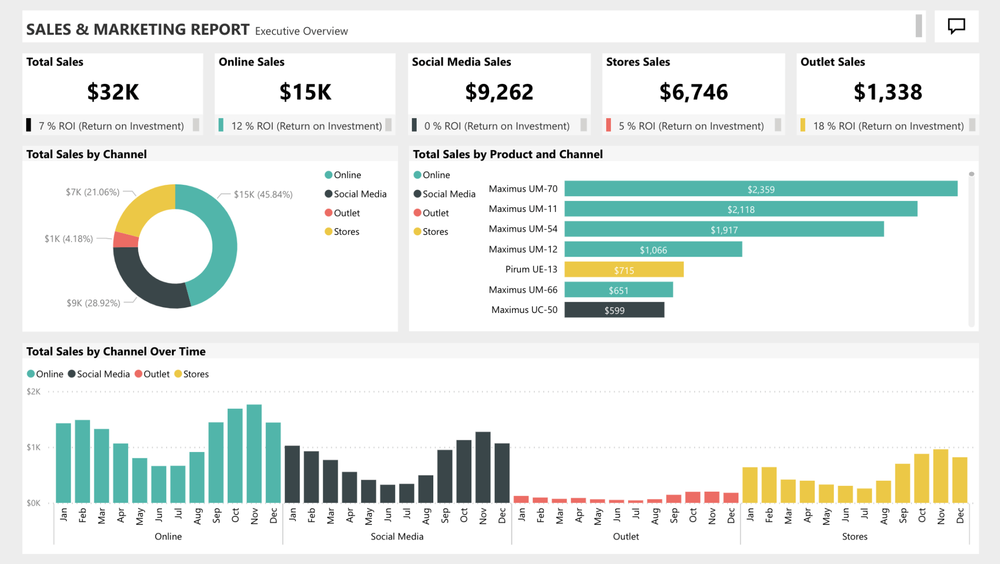 SALES & MARKETING REPORT Executive Overview
Total Sales
$32K
7 % ROI (Return on Investment)
Online Sales
$15K
12 % ROI (Return on Investment)
Social Media Sales
$9,262
0 % ROI (Return on Investment)
Stores Sales
$6,746
5 % ROI (Return on Investment)
Outlet Sales
$1,338
18 % ROI (Return on Investment)
Total Sales by Channel
$7K (21.06%)
$15K (45.84%)
$1K (4.18%)
$9K (28.92%)
Online
Social Media
Outlet
Stores
Total Sales by Product and Channel
Online
Social Media
Outlet
Stores
Maximus UM-70 $2,359
Maximus UM-11 $2,118
Maximus UM-54 $1,917
Maximus UM-12 $1,066
Pirum UE-13 $715
Maximus UM-66 $651
Maximus UC-50 $599
Total Sales by Channel Over Time
Online Social Media Outlet Stores
$2K
$1K
$0K
Jan Feb Mar Apr May Jun Jul Aug Sep Oct Nov Dec Jan Feb Mar Apr May Jun Jul Aug Sep Oct Nov Dec Jan Feb Mar Apr May Jun Jul Aug Sep Oct Nov Dec Jan Feb Mar Apr May Jun Jul Aug Sep Oct Nov Dec
Online Social Media Outlet Stores